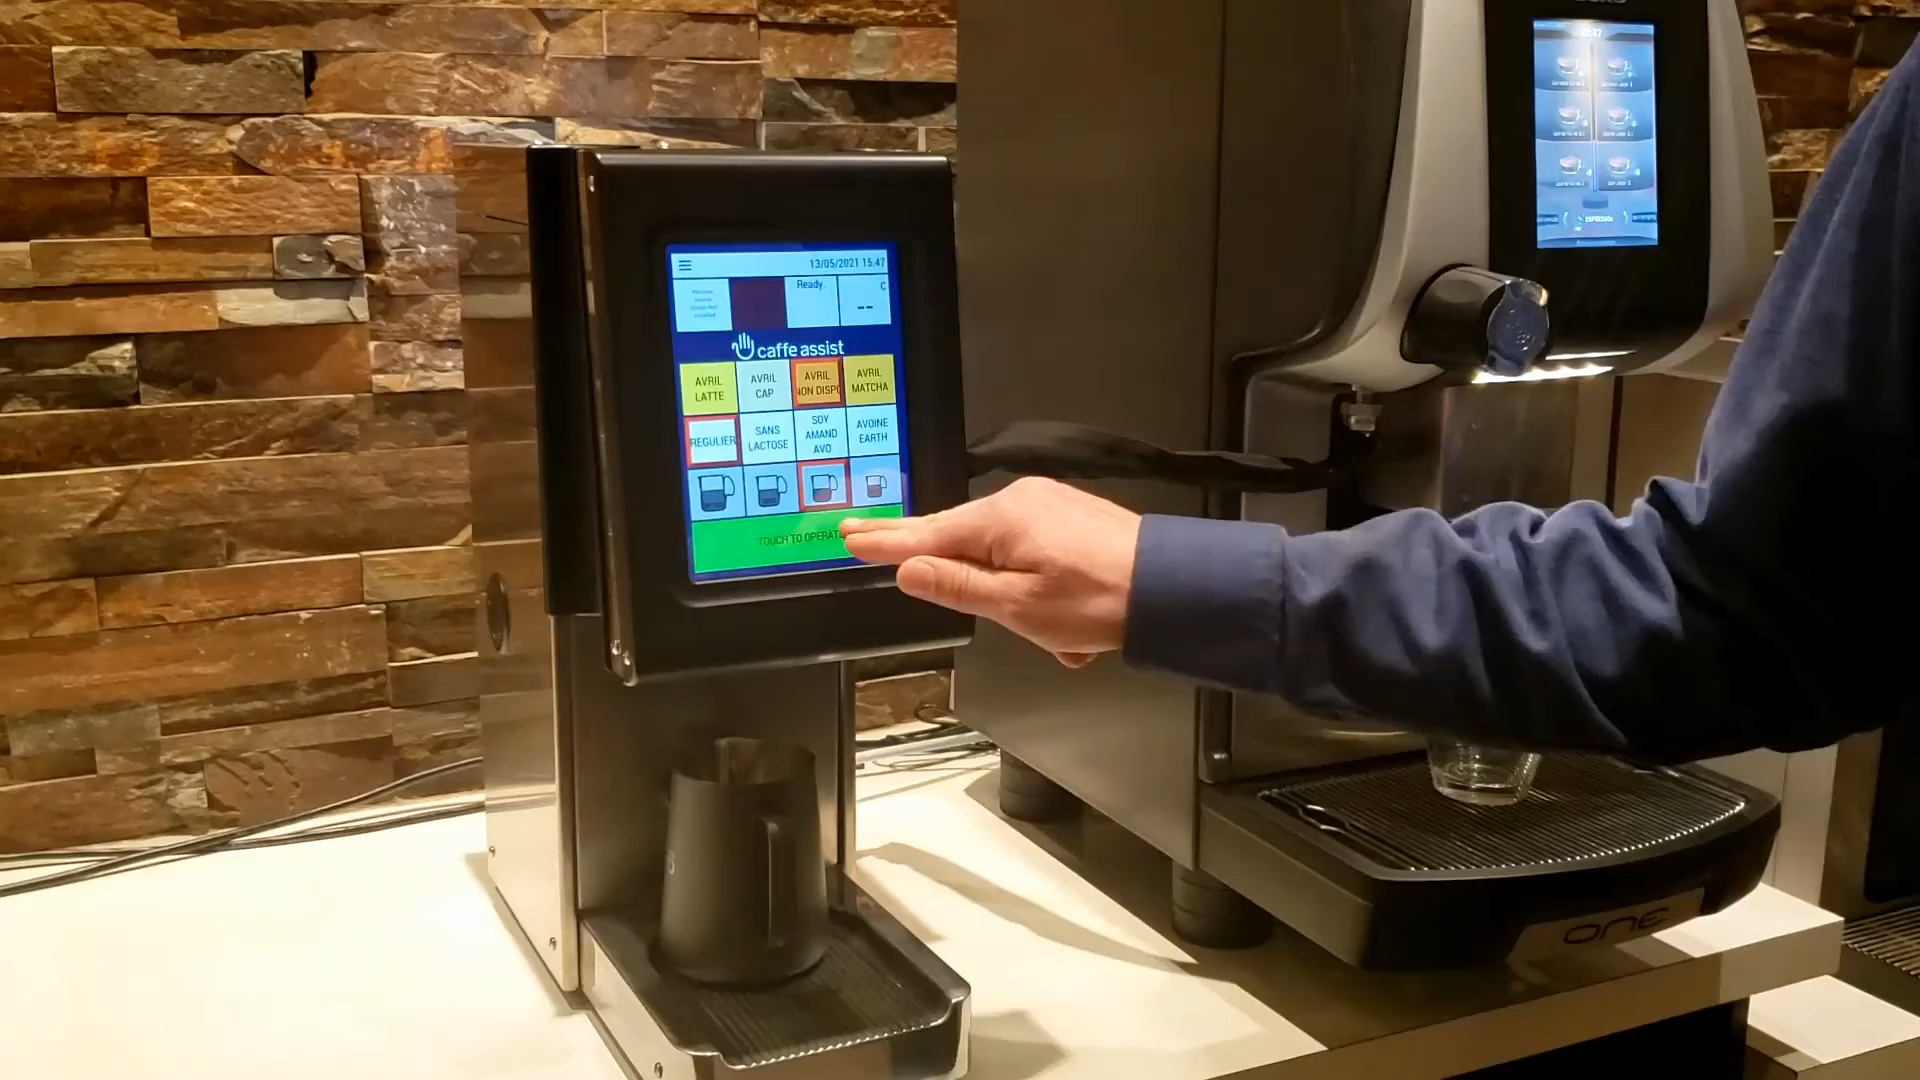 13/05/2021 15:47
Ready.
C
--
caffe assist
AVRIL LATTE
AVRIL CAP
AVRIL NON DISPO
AVRIL MATCHA
REGULIER
SANS LACTOSE
SOY AMAND AVO
AVOINE EARTH
TOUCH TO OPERAT
ESPRESSO
ONE